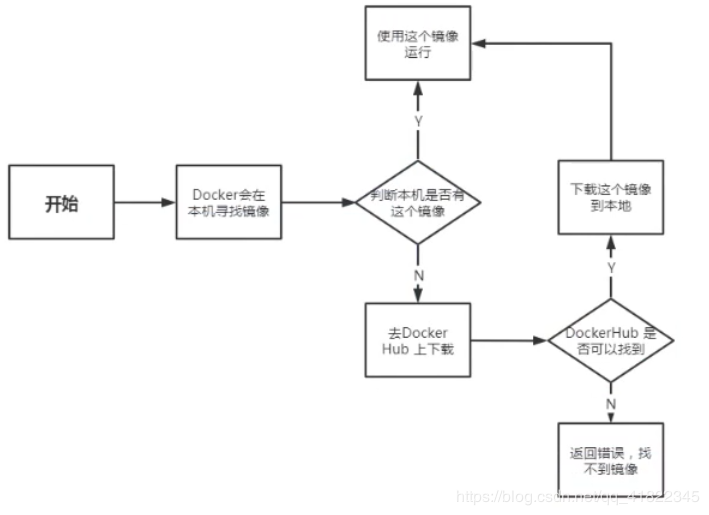 使用这个镜像
运行
Y
开始
Docker会在
本机寻找镜像
判断本机是否有
这个镜像
下载这个镜像
到本地
N
Y
去Docker
Hub 上下载
DockerHub 是
否可以找到
N
返回错误，找
不到镜像
https://blog.csdn.net/qq_41822345